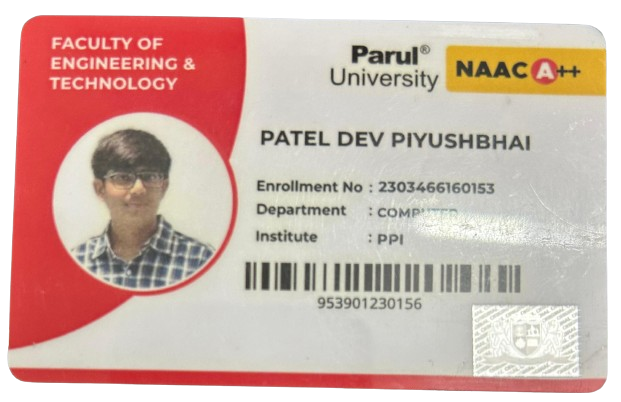 FACULTY OF
ENGINEERING &
TECHNOLOGY
Parul®
University
NAAC A++
PATEL DEV PIYUSHBHAI
Enrollment No : 2303466160153
Department : COMPUTER
Institute : PPI
953901230156